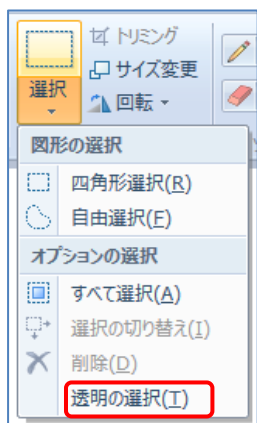 トリミング
サイズ変更
選択
回転
図形の選択
四角形選択(R)
自由選択(F)
オプションの選択
すべて選択(A)
選択の切り替え(I)
削除(D)
透明の選択(T)